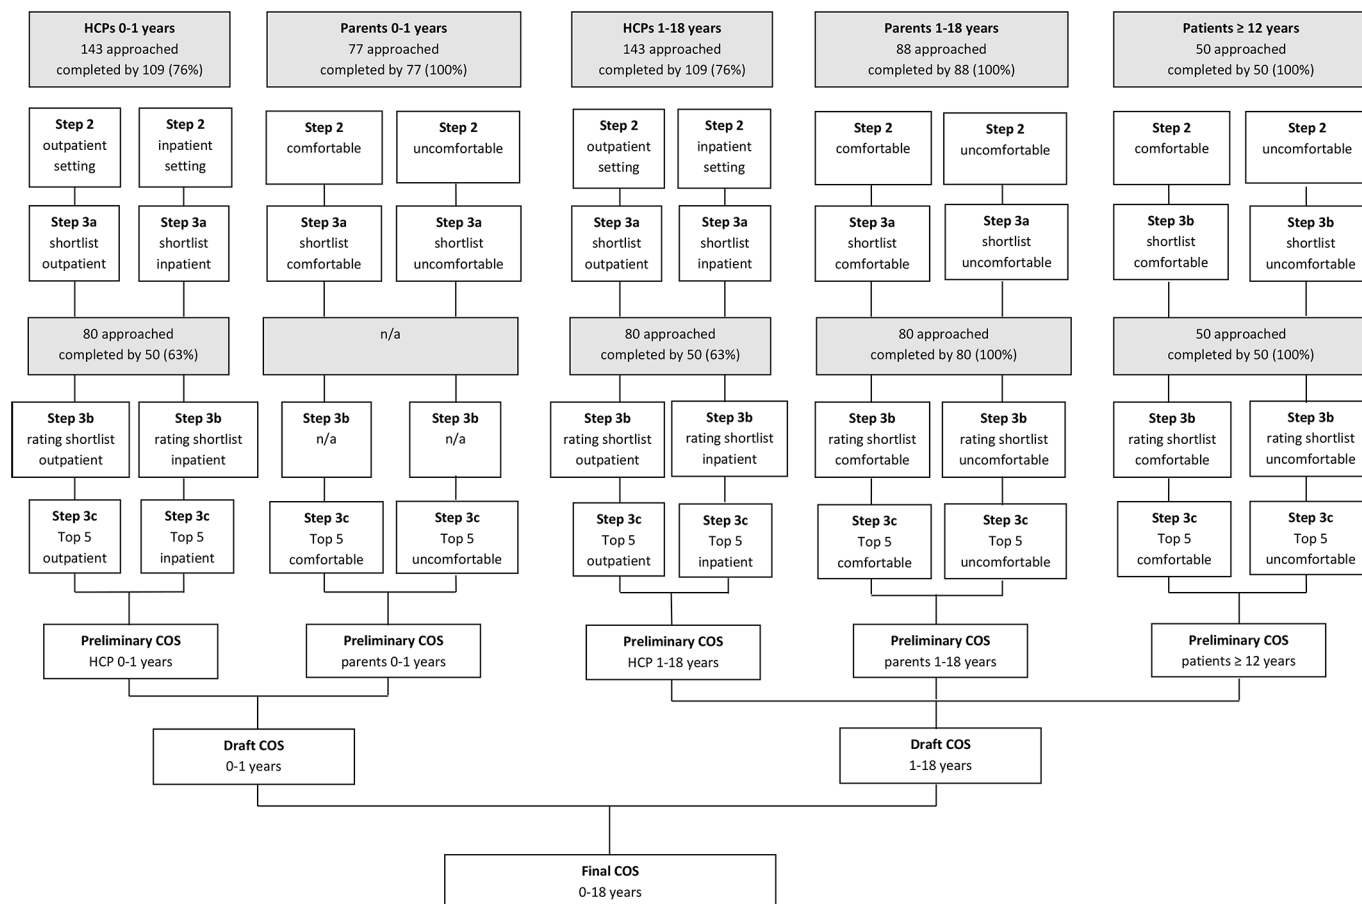 HCPs 0-1 years
143 approached
completed by 109 (76%)
Parents 0-1 years
77 approached
completed by 77 (100%)
HCPs 1-18 years
143 approached
completed by 109 (76%)
Parents 1-18 years
88 approached
completed by 88 (100%)
Patients ≥ 12 years
50 approached
completed by 50 (100%)
Step 2
outpatient
setting
Step 2
inpatient
setting
Step 2
comfortable
Step 2
uncomfortable
Step 2
outpatient
setting
Step 2
inpatient
setting
Step 2
comfortable
Step 2
uncomfortable
Step 2
comfortable
Step 2
uncomfortable
Step 3a
shortlist
outpatient
Step 3a
shortlist
inpatient
Step 3a
shortlist
comfortable
Step 3a
shortlist
uncomfortable
Step 3a
shortlist
outpatient
Step 3a
shortlist
inpatient
Step 3a
shortlist
comfortable
Step 3a
shortlist
uncomfortable
Step 3b
shortlist
comfortable
Step 3b
shortlist
uncomfortable
80 approached
completed by 50 (63%)
n/a
80 approached
completed by 50 (63%)
80 approached
completed by 80 (100%)
50 approached
completed by 50 (100%)
Step 3b
rating shortlist
outpatient
Step 3b
rating shortlist
inpatient
Step 3b
n/a
Step 3b
n/a
Step 3b
rating shortlist
outpatient
Step 3b
rating shortlist
inpatient
Step 3b
rating shortlist
comfortable
Step 3b
rating shortlist
uncomfortable
Step 3b
rating shortlist
comfortable
Step 3b
rating shortlist
uncomfortable
Step 3c
Top 5
outpatient
Step 3c
Top 5
inpatient
Step 3c
Top 5
comfortable
Step 3c
Top 5
uncomfortable
Step 3c
Top 5
outpatient
Step 3c
Top 5
inpatient
Step 3c
Top 5
comfortable
Step 3c
Top 5
uncomfortable
Step 3c
Top 5
comfortable
Step 3c
Top 5
uncomfortable
Preliminary COS
HCP 0-1 years
Preliminary COS
parents 0-1 years
Preliminary COS
HCP 1-18 years
Preliminary COS
parents 1-18 years
Preliminary COS
patients ≥ 12 years
Draft COS
0-1 years
Draft COS
1-18 years
Final COS
0-18 years